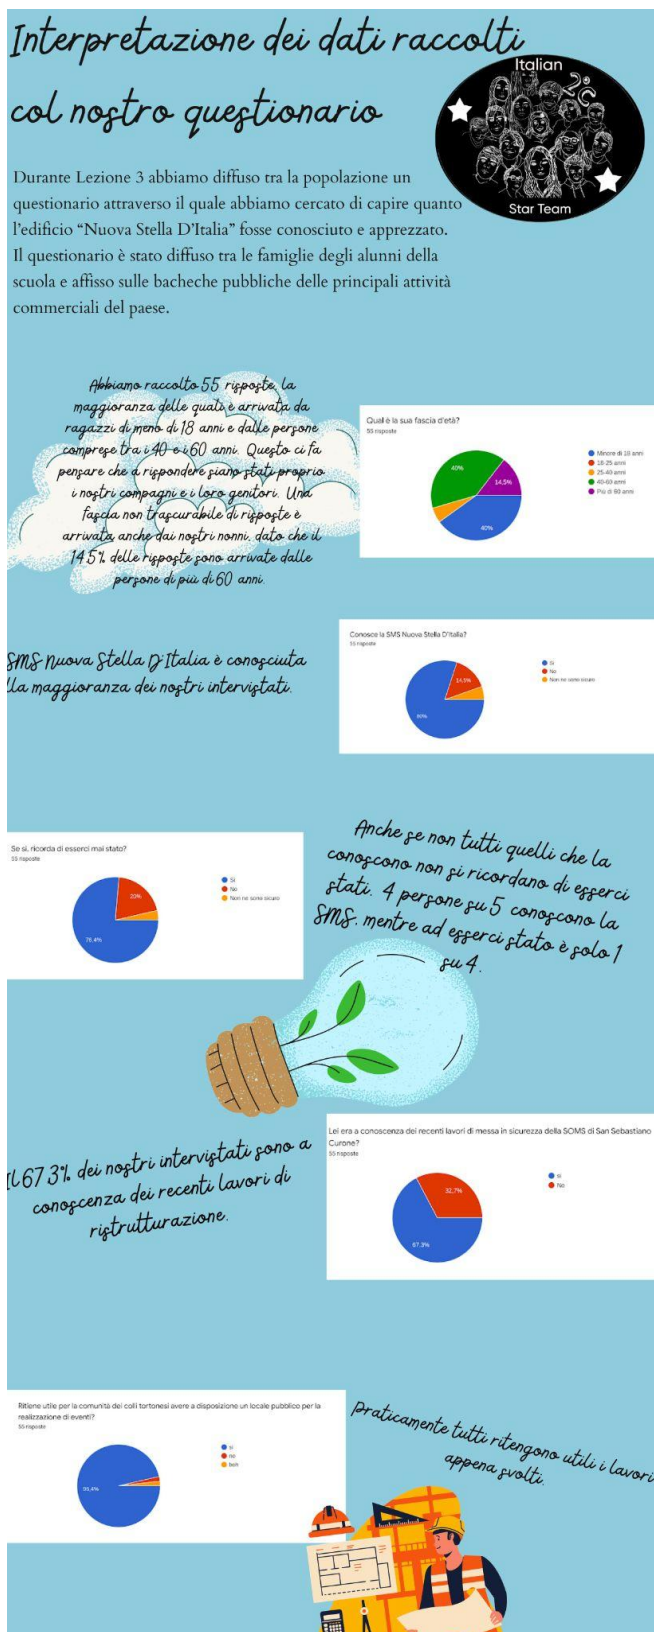 Interpretazione dei dati raccolti
col nostro questionario
Italian
2°C
Star Team
Durante Lezione 3 abbiamo diffuso tra la popolazione un
questionario attraverso il quale abbiamo cercato di capire quanto
l'edificio “Nuova Stella D'Italia” fosse conosciuto e apprezzato.
Il questionario è stato diffuso tra le famiglie degli alunni della
scuola e affisso sulle bacheche pubbliche delle principali attività
commerciali del paese.
Abbiamo raccolto 55 risposte, la
maggioranza delle quali è arrivata da
ragazzi di meno di 18 anni e dalle persone
comprese tra i 40 e i 60 anni. Questo ci fa
pensare che a rispondere siano stati proprio
i nostri compagni e i loro genitori. Una
fascia non trascurabile di risposte è
arrivata anche dai nostri nonni, dato che il
14.5% delle risposte sono arrivate dalle
persone di più di 60 anni.
Qual è la sua fascia d'età?
55 risposte
40%
14,5%
40%
Minore di 18 anni
18-25 anni
25-40 anni
40-60 anni
Più di 60 anni
SMS Nuova Stella D'Italia è conosciuta
lla maggioranza dei nostri intervistati.
Conosce la SMS Nuova Stella D'Italia?
55 risposte
14,5%
80%
Si
No
Non ne sono sicuro
Se si, ricorda di esserci mai stato?
55 risposte
20%
76,4%
Si
No
Non ne sono sicuro
Anche se non tutti quelli che la
conoscono non si ricordano di esserci
stati. 4 persone su 5 conoscono la
SMS, mentre ad esserci stato è solo 1
su 4.
Lei era a conoscenza dei recenti lavori di messa in sicurezza della SOMS di San Sebastiano
Curone?
55 risposte
32,7%
67,3%
si
No
Il 67.3% dei nostri intervistati sono a
conoscenza dei recenti lavori di
ristrutturazione.
Ritiene utile per la comunità dei colli tortonesi avere a disposizione un locale pubblico per la
realizzazione di eventi?
55 risposte
si
no
boh
Praticamente tutti ritengono utili i lavori
appena svolti.